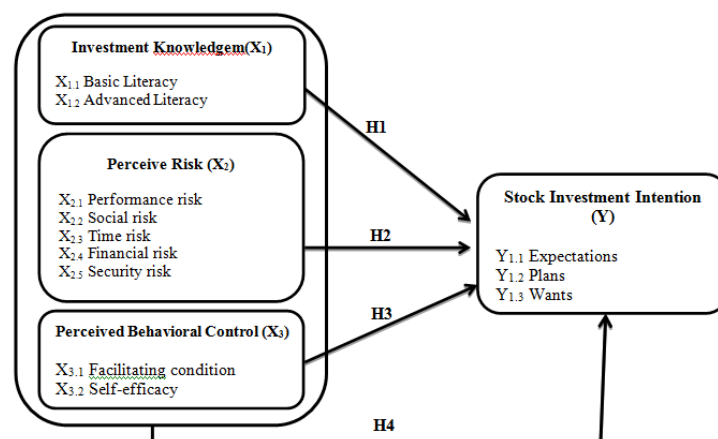 Investment Knowledgem(X₁)
X₁.₁ Basic Literacy
X₁.₂ Advanced Literacy
H1
Perceive Risk (X₂)
X₂.₁ Performance risk
X₂.₂ Social risk
X₂.₃ Time risk
X₂.₄ Financial risk
X₂.₅ Security risk
H2
Stock Investment Intention
(Y)
Y₁.₁ Expectations
Y₁.₂ Plans
Y₁.₃ Wants
H3
Perceived Behavioral Control (X₃)
X₃.₁ Facilitating condition
X₃.₂ Self-efficacy
H4